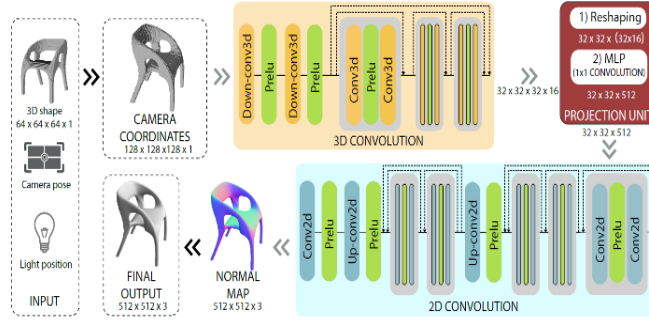 3D shape
64 x 64 x 64 x 1
Camera pose
Light position
INPUT
CAMERA
COORDINATES
128 x 128 x128 x 1
Down-conv3d
Prelu
Down-conv3d
Prelu
Conv3d
Prelu
Conv3d
3D CONVOLUTION
32 x 32 x 32 x 16
1) Reshaping
32 x 32 x (32x16)
2) MLP
(1x1 CONVOLUTION)
32 x 32 x 512
PROJECTION UNIT
32 x 32 x 512
Conv2d
Prelu
Up-conv2d
Prelu
Up-conv2d
Prelu
Conv2d
Prelu
Conv2d
2D CONVOLUTION
NORMAL
MAP
512 x 512 x 3
FINAL
OUTPUT
512 x 512 x 3